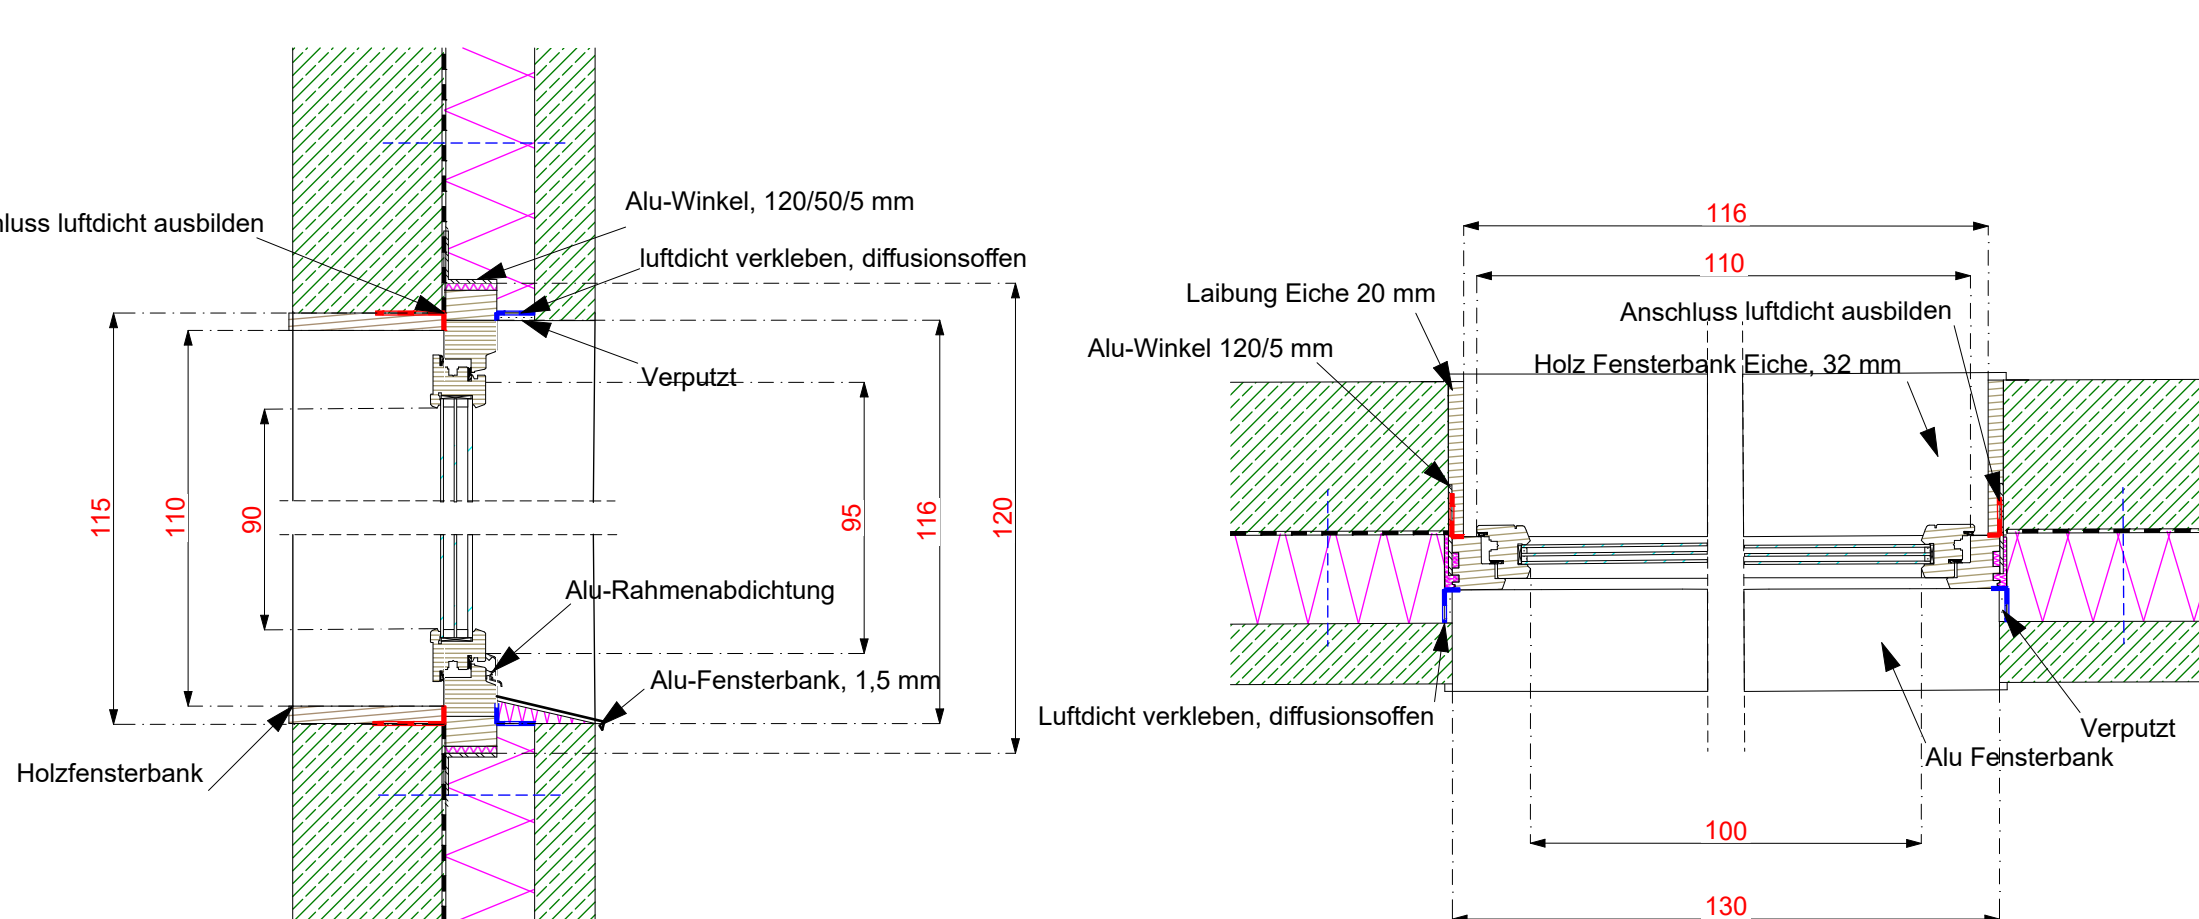 Alu-Winkel, 120/50/5 mm
luftdicht ausbilden
luftdicht verkleben, diffusionsoffen
Verputzt
115
110
90
95
116
120
Alu-Rahmenabdichtung
Alu-Fensterbank, 1,5 mm
Holzfensterbank
116
110
Laibung Eiche 20 mm
Anschluss luftdicht ausbilden
Alu-Winkel 120/5 mm
Holz Fensterbank Eiche, 32 mm
Luftdicht verkleben, diffusionsoffen
Verputzt
Alu Fensterbank
100
130